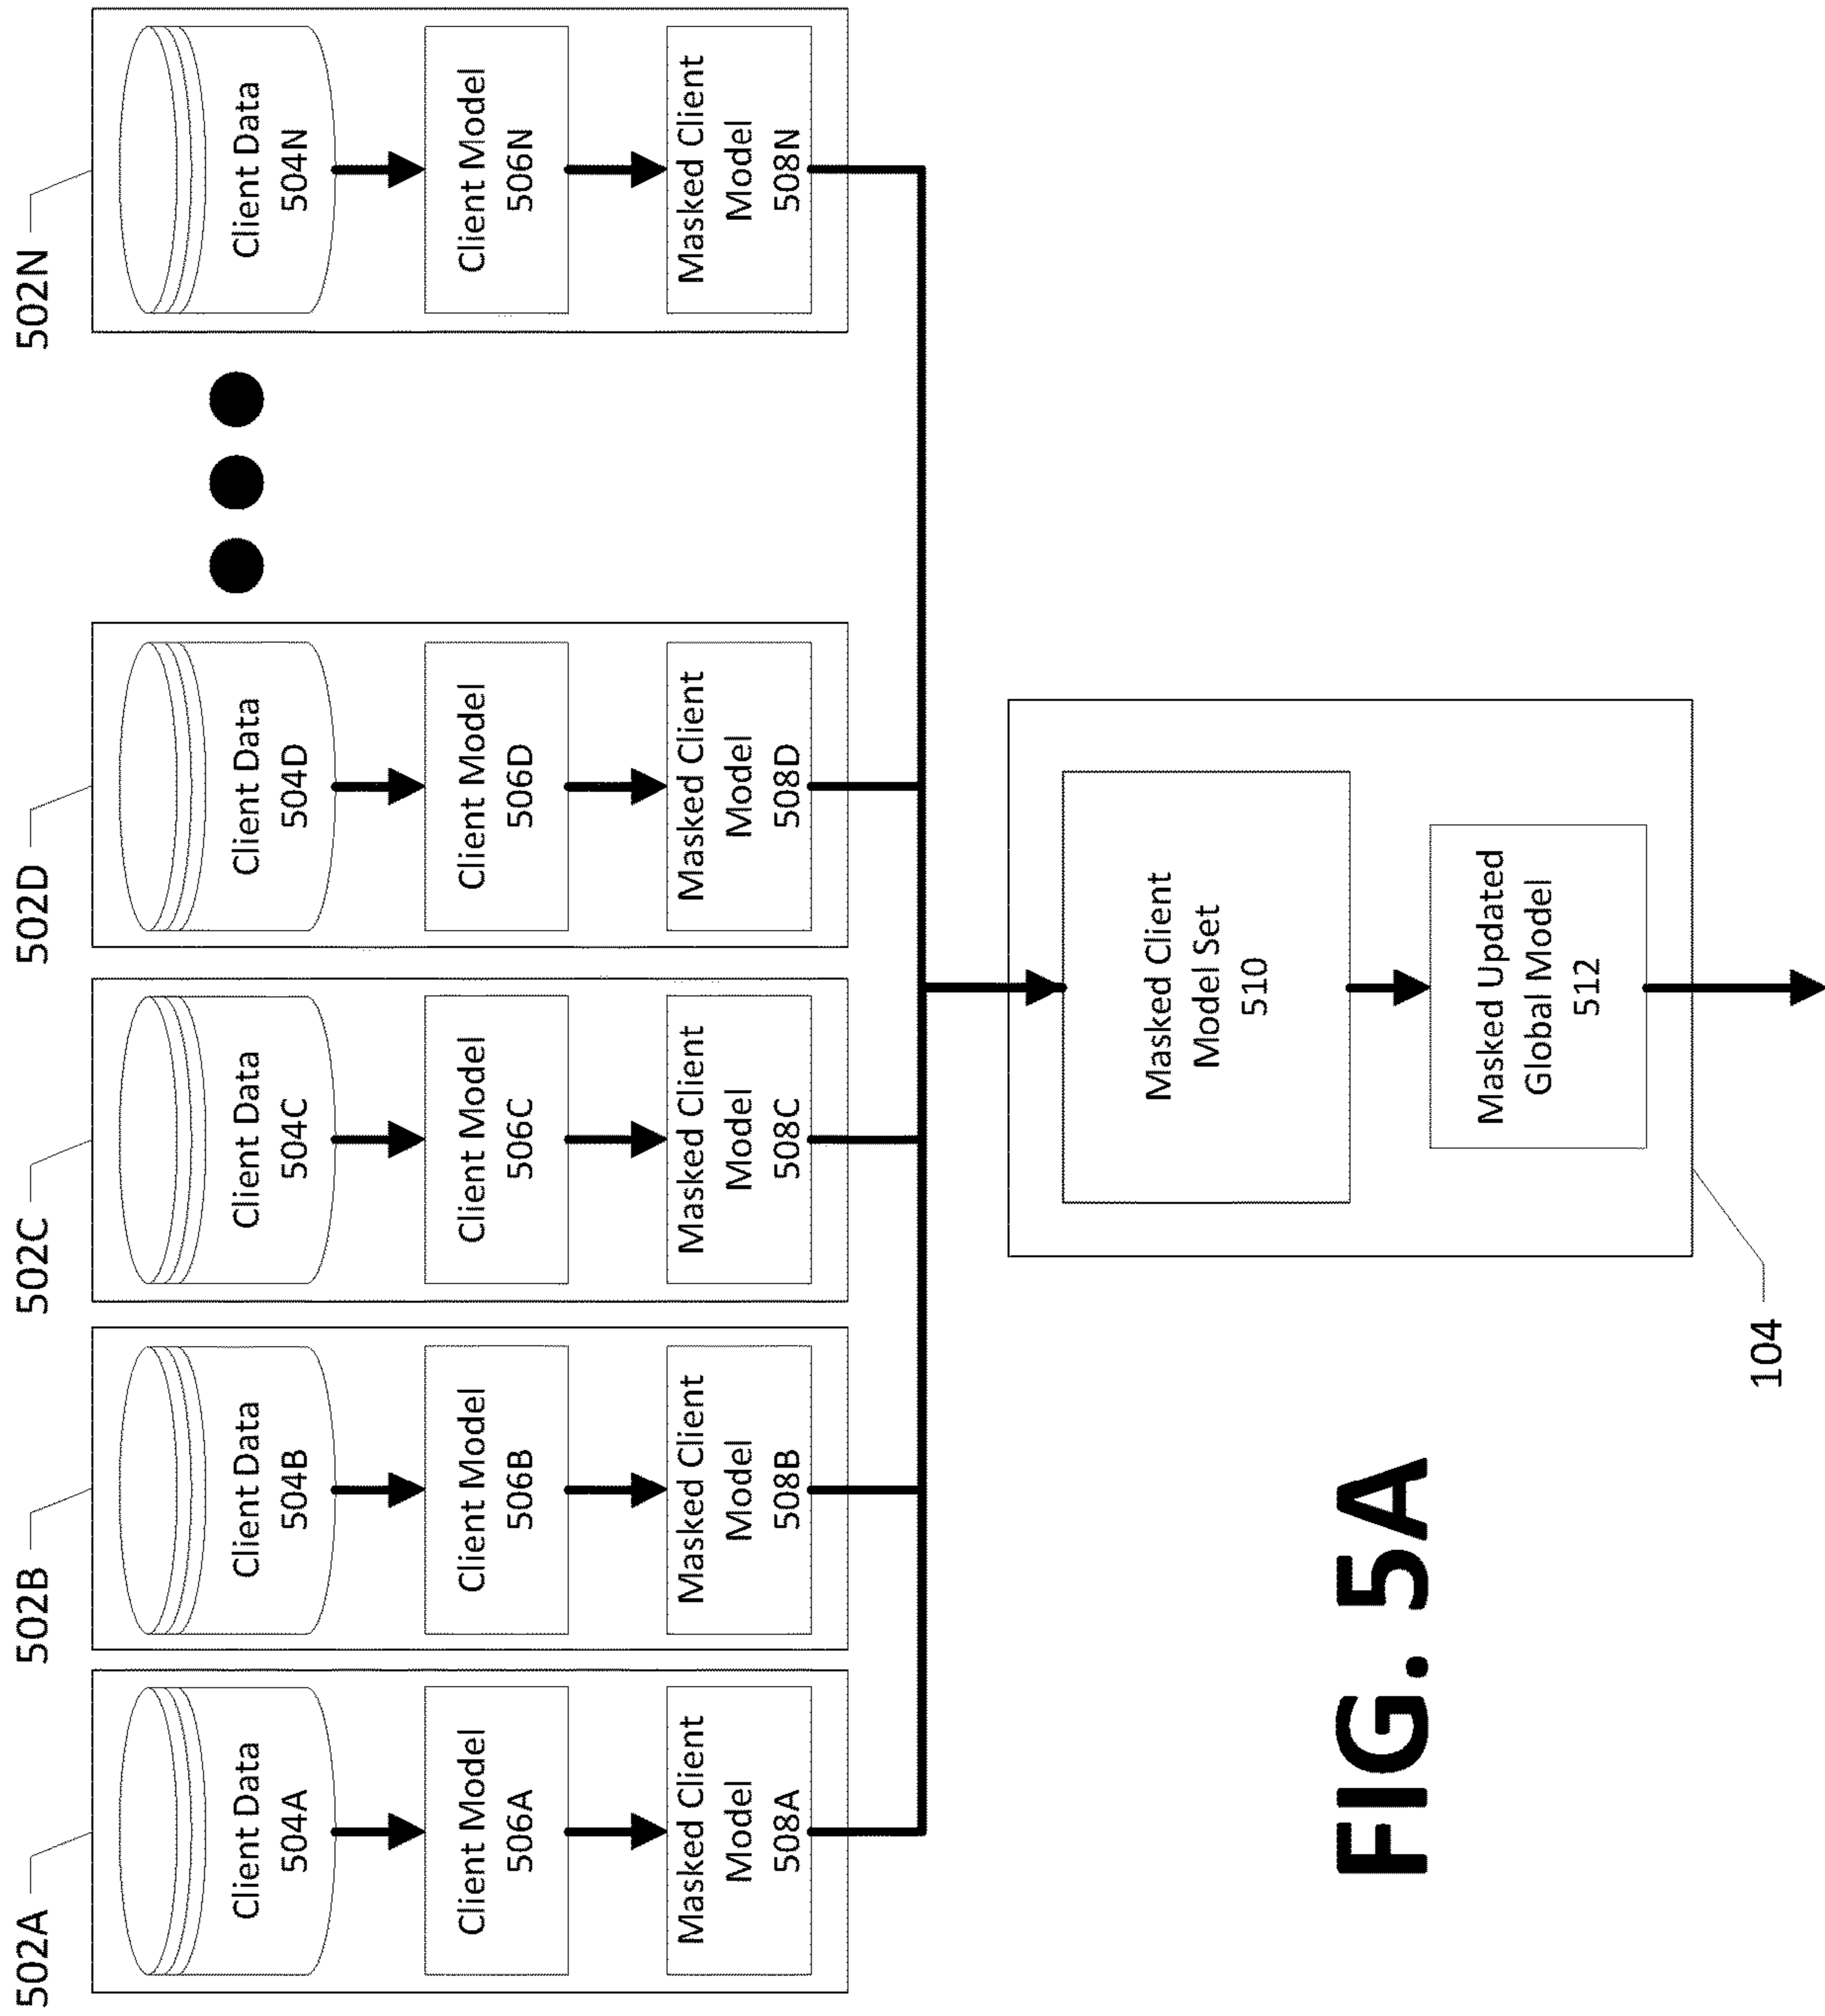 502A
502B
502C
502D
502N
Client Data
504A
Client Data
504B
Client Data
504C
Client Data
504D
Client Data
504N
Client Model
506A
Client Model
506B
Client Model
506C
Client Model
506D
Client Model
506N
Masked Client
Model
508A
Masked Client
Model
508B
Masked Client
Model
508C
Masked Client
Model
508D
Masked Client
Model
508N
Masked Client
Model Set
510
Masked Updated
Global Model
512
104
FIG. 5A